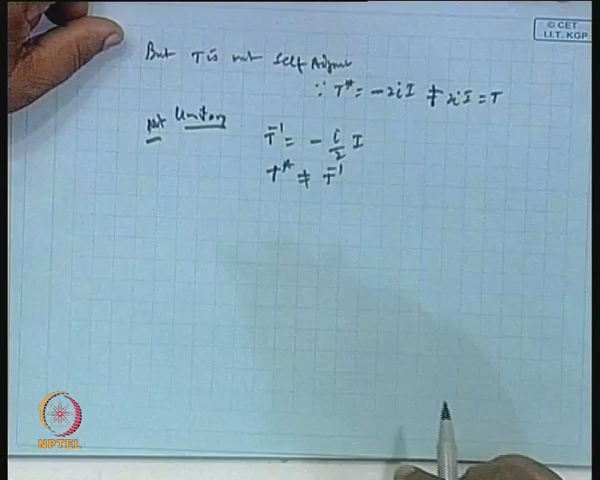 © CET
I.I.T. KGP
But T is not Self Adjoint
∵ T* = -2iI ≠ 2iI = T
Not Unitary
T⁻¹ = - i/2 I
T* ≠ T⁻¹
NPTEL